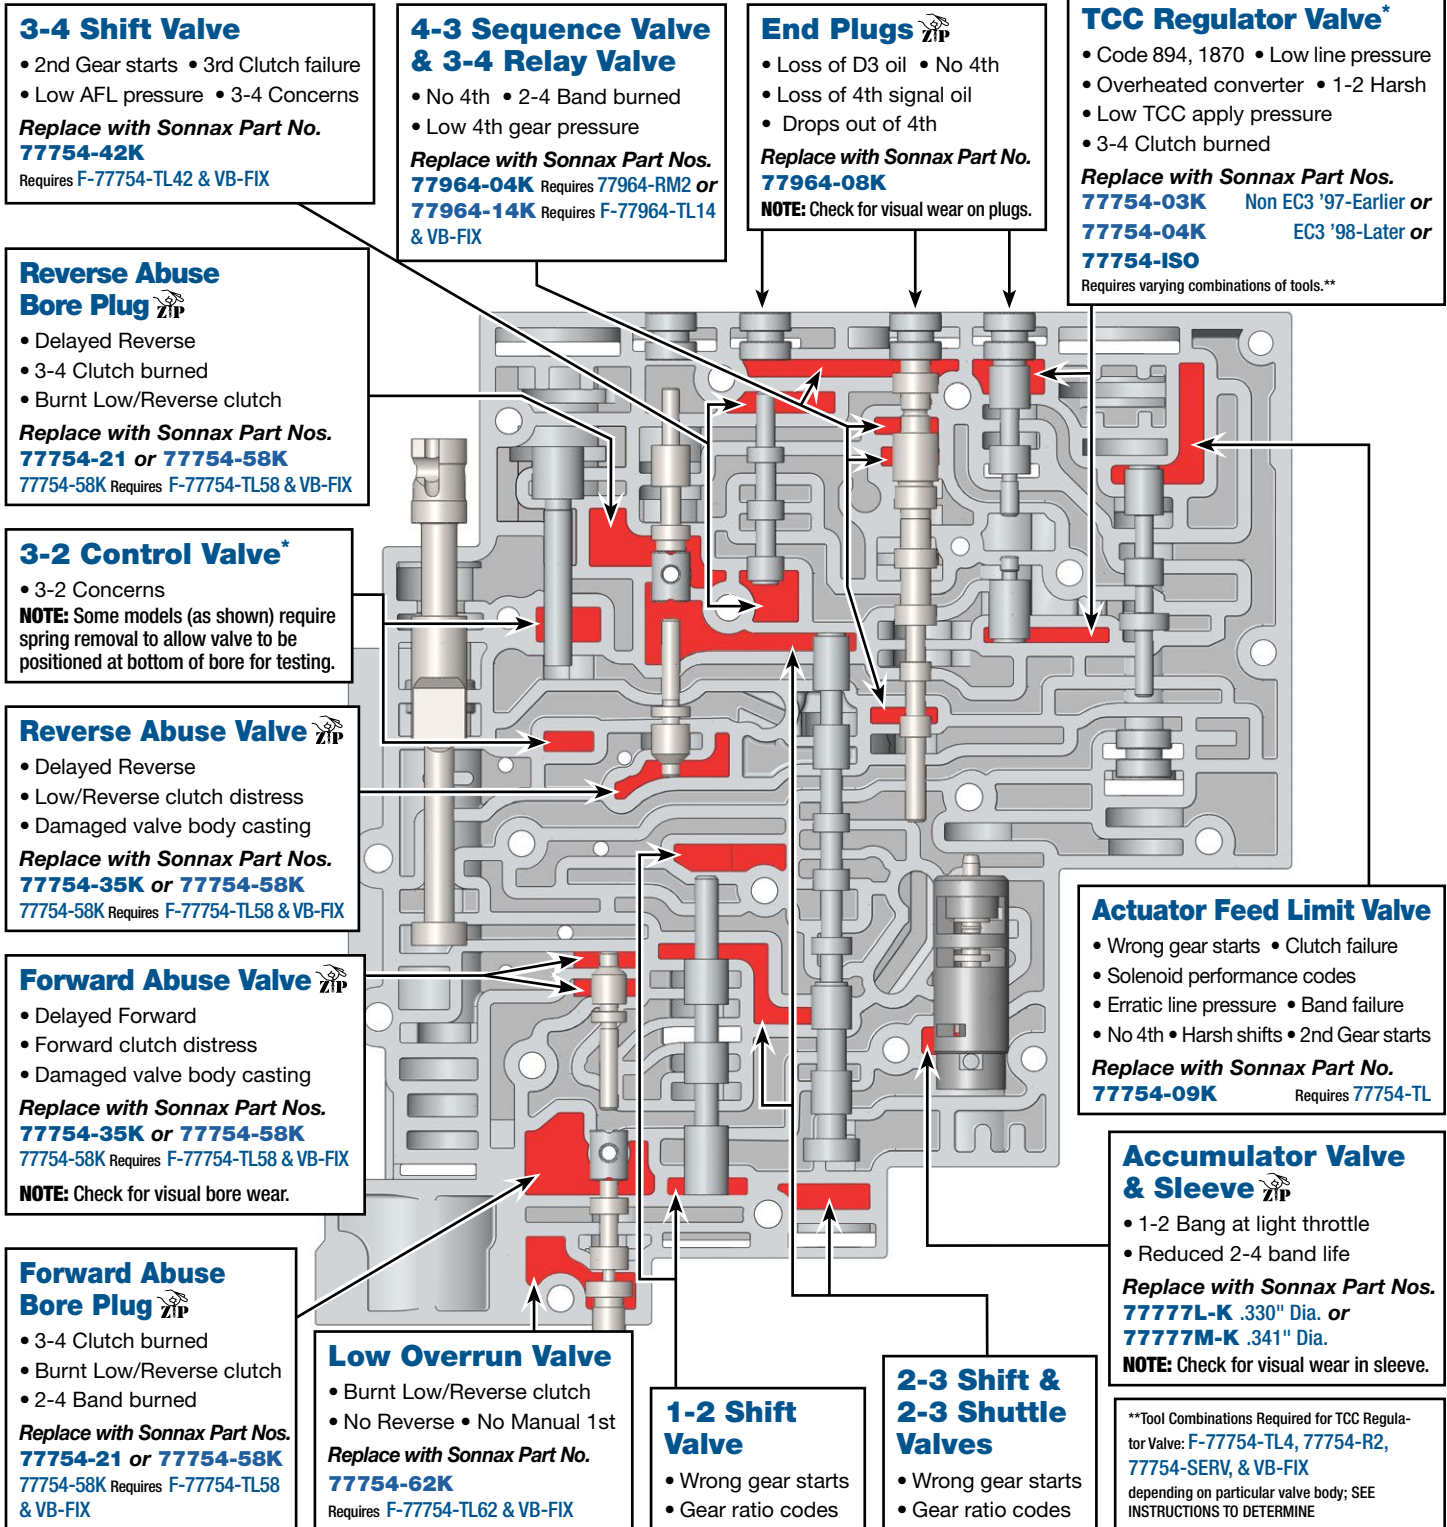 3-4 Shift Valve
• 2nd Gear starts • 3rd Clutch failure
• Low AFL pressure • 3-4 Concerns
Replace with Sonnax Part No.
77754-42K
Requires F-77754-TL42 & VB-FIX
4-3 Sequence Valve
& 3-4 Relay Valve
• No 4th • 2-4 Band burned
• Low 4th gear pressure
Replace with Sonnax Part Nos.
77964-04K Requires 77964-RM2 or
77964-14K Requires F-77964-TL14
& VB-FIX
End Plugs ZIP
• Loss of D3 oil • No 4th
• Loss of 4th signal oil
• Drops out of 4th
Replace with Sonnax Part No.
77964-08K
NOTE: Check for visual wear on plugs.
TCC Regulator Valve*
• Code 894, 1870 • Low line pressure
• Overheated converter • 1-2 Harsh
• Low TCC apply pressure
• 3-4 Clutch burned
Replace with Sonnax Part Nos.
77754-03K Non EC3 '97-Earlier or
77754-04K EC3 '98-Later or
77754-ISO
Requires varying combinations of tools.**
Reverse Abuse
Bore Plug ZIP
• Delayed Reverse
• 3-4 Clutch burned
• Burnt Low/Reverse clutch
Replace with Sonnax Part Nos.
77754-21 or 77754-58K
77754-58K Requires F-77754-TL58 & VB-FIX
3-2 Control Valve*
• 3-2 Concerns
NOTE: Some models (as shown) require
spring removal to allow valve to be
positioned at bottom of bore for testing.
Reverse Abuse Valve ZIP
• Delayed Reverse
• Low/Reverse clutch distress
• Damaged valve body casting
Replace with Sonnax Part Nos.
77754-35K or 77754-58K
77754-58K Requires F-77754-TL58 & VB-FIX
Forward Abuse Valve ZIP
• Delayed Forward
• Forward clutch distress
• Damaged valve body casting
Replace with Sonnax Part Nos.
77754-35K or 77754-58K
77754-58K Requires F-77754-TL58 & VB-FIX
NOTE: Check for visual bore wear.
Forward Abuse
Bore Plug ZIP
• 3-4 Clutch burned
• Burnt Low/Reverse clutch
• 2-4 Band burned
Replace with Sonnax Part Nos.
77754-21 or 77754-58K
77754-58K Requires F-77754-TL58
& VB-FIX
Low Overrun Valve
• Burnt Low/Reverse clutch
• No Reverse • No Manual 1st
Replace with Sonnax Part No.
77754-62K
Requires F-77754-TL62 & VB-FIX
1-2 Shift
Valve
• Wrong gear starts
• Gear ratio codes
2-3 Shift &
2-3 Shuttle
Valves
• Wrong gear starts
• Gear ratio codes
Actuator Feed Limit Valve
• Wrong gear starts • Clutch failure
• Solenoid performance codes
• Erratic line pressure • Band failure
• No 4th • Harsh shifts • 2nd Gear starts
Replace with Sonnax Part No.
77754-09K Requires 77754-TL
Accumulator Valve
& Sleeve ZIP
• 1-2 Bang at light throttle
• Reduced 2-4 band life
Replace with Sonnax Part Nos.
77777L-K .330" Dia. or
77777M-K .341" Dia.
NOTE: Check for visual wear in sleeve.
**Tool Combinations Required for TCC Regula-
tor Valve: F-77754-TL4, 77754-R2,
77754-SERV, & VB-FIX
depending on particular valve body; SEE
INSTRUCTIONS TO DETERMINE